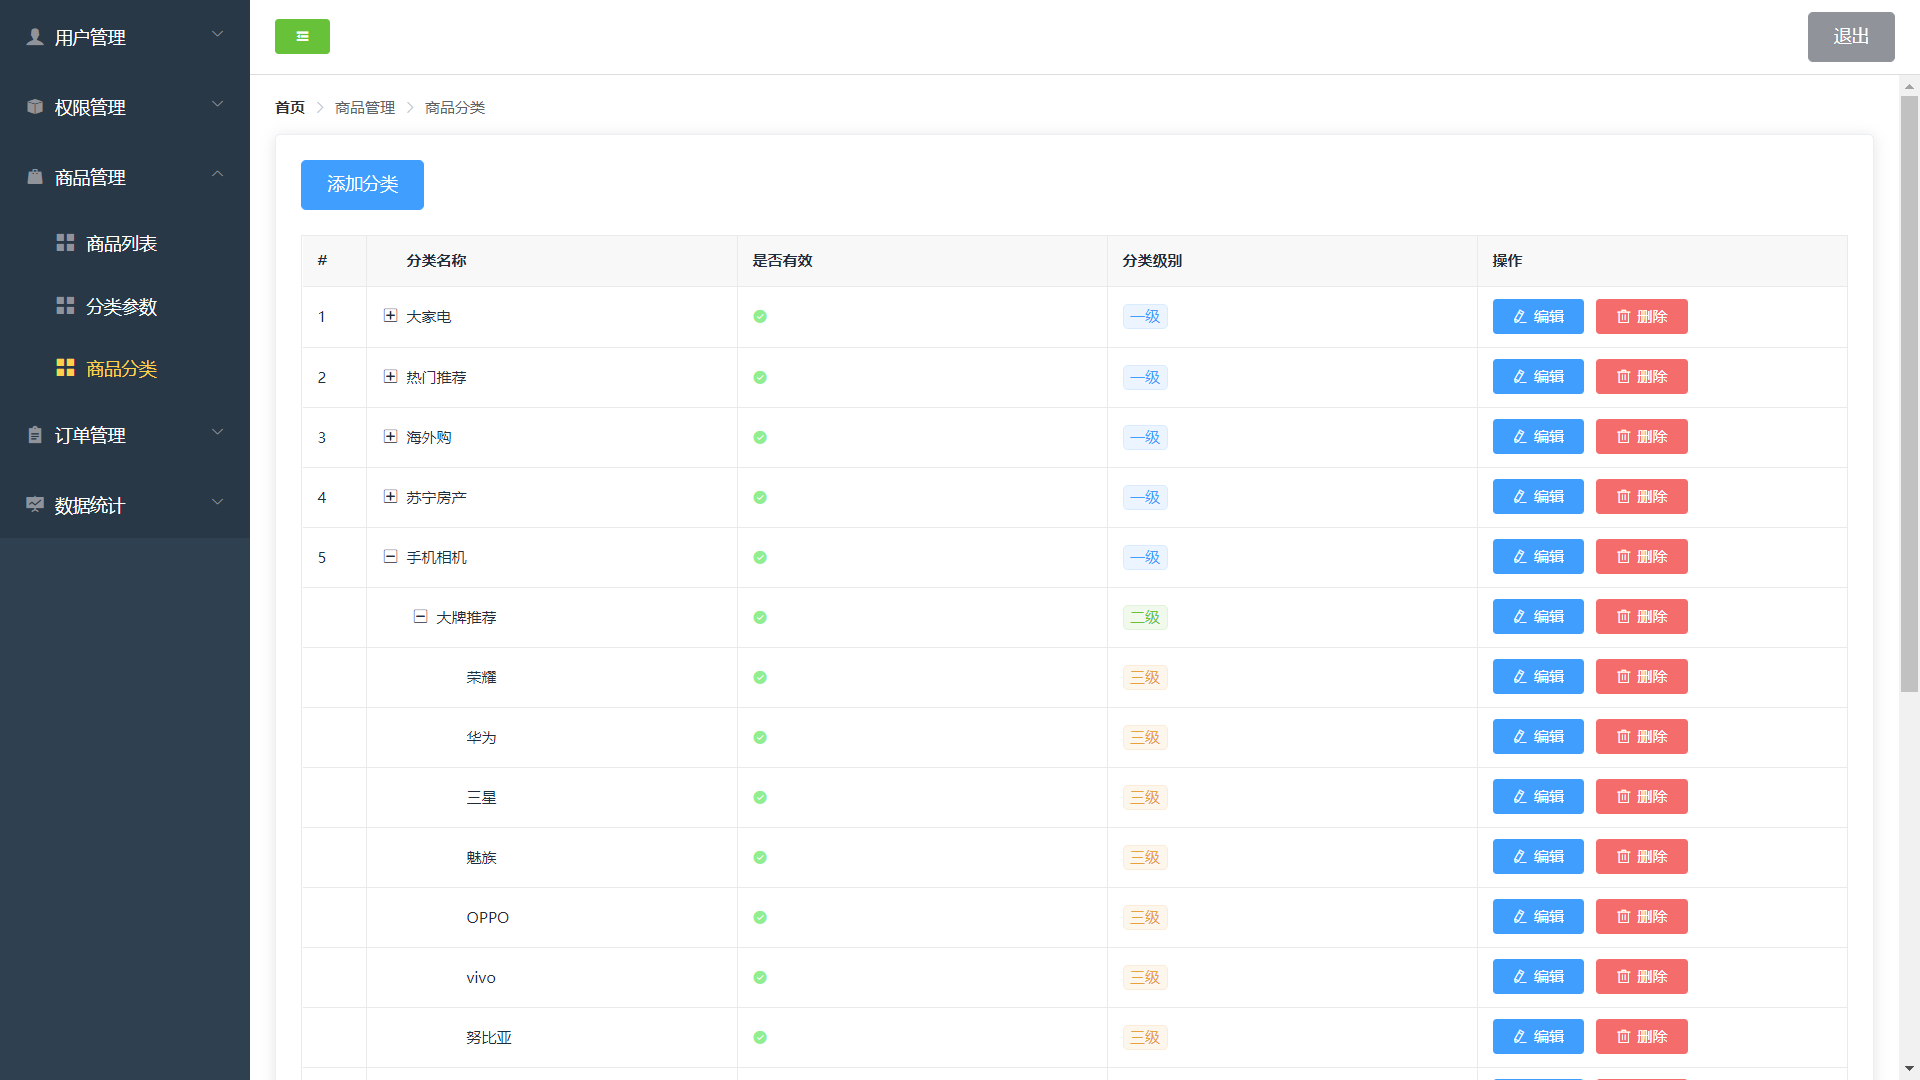 用户管理
权限管理
商品管理
商品列表
分类参数
商品分类
订单管理
数据统计
退出
首页 商品管理 商品分类
添加分类
# 分类名称 是否有效 分类级别 操作
1 大家电 一级 编辑 删除
2 热门推荐 一级 编辑 删除
3 海外购 一级 编辑 删除
4 苏宁房产 一级 编辑 删除
5 手机相机 一级 编辑 删除
大牌推荐 二级 编辑 删除
荣耀 三级 编辑 删除
华为 三级 编辑 删除
三星 三级 编辑 删除
魅族 三级 编辑 删除
OPPO 三级 编辑 删除
vivo 三级 编辑 删除
努比亚 三级 编辑 删除